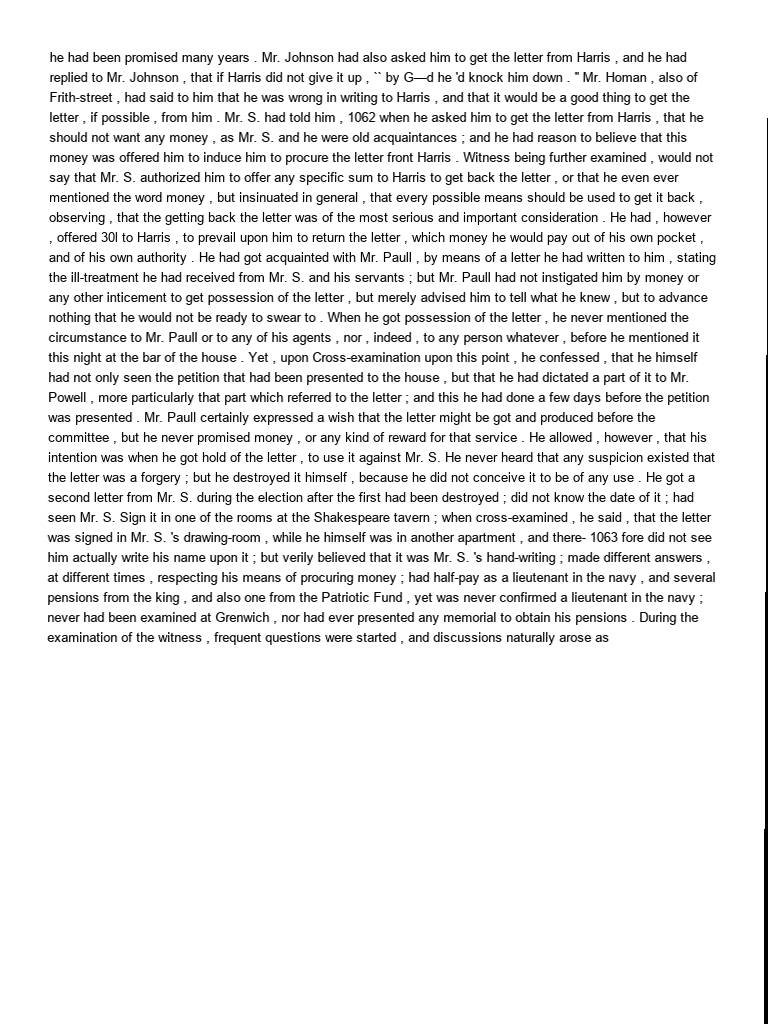 he had been promised many years . Mr. Johnson had also asked him to get the letter from Harris , and he had
replied to Mr. Johnson , that if Harris did not give it up , `` by G—d he 'd knock him down . " Mr. Homan , also of
Frith-street , had said to him that he was wrong in writing to Harris , and that it would be a good thing to get the
letter , if possible , from him . Mr. S. had told him , 1062 when he asked him to get the letter from Harris , that he
should not want any money , as Mr. S. and he were old acquaintances ; and he had reason to believe that this
money was offered him to induce him to procure the letter front Harris . Witness being further examined , would not
say that Mr. S. authorized him to offer any specific sum to Harris to get back the letter , or that he even ever
mentioned the word money , but insinuated in general , that every possible means should be used to get it back ,
observing , that the getting back the letter was of the most serious and important consideration . He had , however
, offered 30l to Harris , to prevail upon him to return the letter , which money he would pay out of his own pocket ,
and of his own authority . He had got acquainted with Mr. Paull , by means of a letter he had written to him , stating
the ill-treatment he had received from Mr. S. and his servants ; but Mr. Paull had not instigated him by money or
any other inticement to get possession of the letter , but merely advised him to tell what he knew , but to advance
nothing that he would not be ready to swear to . When he got possession of the letter , he never mentioned the
circumstance to Mr. Paull or to any of his agents , nor , indeed , to any person whatever , before he mentioned it
this night at the bar of the house . Yet , upon Cross-examination upon this point , he confessed , that he himself
had not only seen the petition that had been presented to the house , but that he had dictated a part of it to Mr.
Powell , more particularly that part which referred to the letter ; and this he had done a few days before the petition
was presented . Mr. Paull certainly expressed a wish that the letter might be got and produced before the
committee , but he never promised money , or any kind of reward for that service . He allowed , however , that his
intention was when he got hold of the letter , to use it against Mr. S. He never heard that any suspicion existed that
the letter was a forgery ; but he destroyed it himself , because he did not conceive it to be of any use . He got a
second letter from Mr. S. during the election after the first had been destroyed ; did not know the date of it ; had
seen Mr. S. Sign it in one of the rooms at the Shakespeare tavern ; when cross-examined , he said , that the letter
was signed in Mr. S. 's drawing-room , while he himself was in another apartment , and there- 1063 fore did not see
him actually write his name upon it ; but verily believed that it was Mr. S. 's hand-writing ; made different answers ,
at different times , respecting his means of procuring money ; had half-pay as a lieutenant in the navy , and several
pensions from the king , and also one from the Patriotic Fund , yet was never confirmed a lieutenant in the navy ;
never had been examined at Grenwich , nor had ever presented any memorial to obtain his pensions . During the
examination of the witness , frequent questions were started , and discussions naturally arose as